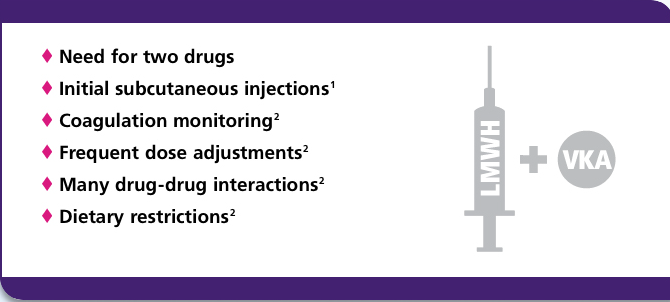 ♦ Need for two drugs
♦ Initial subcutaneous injections¹
♦ Coagulation monitoring²
♦ Frequent dose adjustments²
♦ Many drug-drug interactions²
♦ Dietary restrictions²
LMWH + VKA